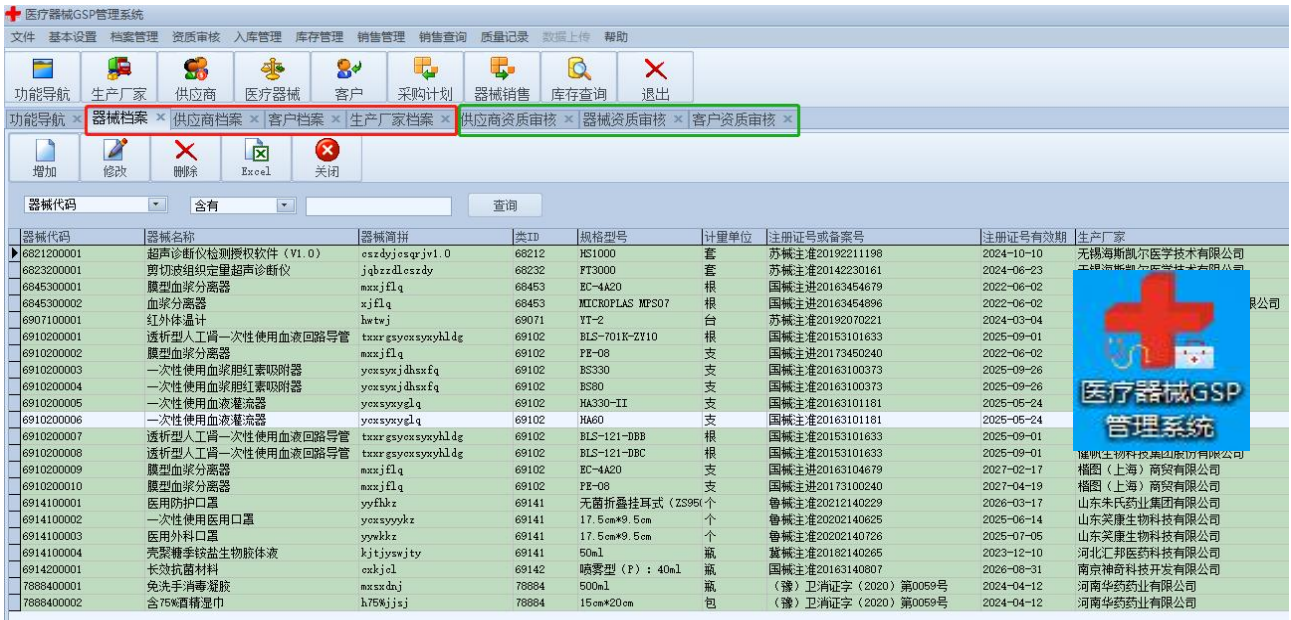 医疗器械GSP管理系统
文件 基本设置 档案管理 资质审核 入库管理 库存管理 销售管理 销售查询 质量记录 数据上传 帮助
功能导航 生产厂家 供应商 医疗器械 客户 采购计划 器械销售 库存查询 退出
功能导航 × 器械档案 × 供应商档案 × 客户档案 × 生产厂家档案 × 供应商资质审核 × 器械资质审核 × 客户资质审核 ×
增加 修改 删除 Excel 关闭
器械代码 含有 查询
器械代码 器械名称 器械简拼 类ID 规格型号 计量单位 注册证号或备案号 注册证号有效期 生产厂家
6821200001 超声诊断仪检测授权软件（V1.0） cszdyjcsqrjv1.0 68212 HS1000 套 苏械注准20192211198 2024-10-10 无锡海斯凯尔医学技术有限公司
6823200001 剪切波组织定量超声诊断仪 jqbzzdlcszdy 68232 FT3000 套 苏械注准20142230161 2024-06-23 无锡海斯凯尔医学技术有限公司
6845300001 膜型血浆分离器 mxxjflq 68453 EC-4A20 根 国械注进20163454679 2022-06-02
6845300002 血浆分离器 xjflq 68453 MICROPLAS MPS07 根 国械注进20163454896 2022-06-02 限公司
6907100001 红外体温计 hwtwj 69071 YT-2 台 苏械注准20192070221 2024-03-04
6910200001 透析型人工肾一次性使用血液回路导管 txxrgsycxsyxyhldg 69102 BLS-701K-ZY10 根 国械注准20153101633 2025-09-01
6910200002 膜型血浆分离器 mxxjflq 69102 PE-08 支 国械注进20173450240 2022-06-02
6910200003 一次性使用血浆胆红素吸附器 ycxsyxjdhsxfq 69102 BS330 支 国械注准20163100373 2025-09-26
6910200004 一次性使用血浆胆红素吸附器 ycxsyxjdhsxfq 69102 BS80 支 国械注准20163100373 2025-09-26
6910200005 一次性使用血液灌流器 ycxsyxyglq 69102 HA330-II 支 国械注准20163101181 2025-05-24
6910200006 一次性使用血液灌流器 ycxsyxyglq 69102 HA60 支 国械注准20163101181 2025-05-24
6910200007 透析型人工肾一次性使用血液回路导管 txxrgsycxsyxyhldg 69102 BLS-121-DBB 根 国械注准20153101633 2025-09-01
6910200008 透析型人工肾一次性使用血液回路导管 txxrgsycxsyxyhldg 69102 BLS-121-DBC 根 国械注准20153101633 2025-09-01 健帆生物科技集团股份有限公司
6910200009 膜型血浆分离器 mxxjflq 69102 EC-4A20 支 国械注进20163104679 2027-02-17 楷图（上海）商贸有限公司
6910200010 膜型血浆分离器 mxxjflq 69102 PE-08 支 国械注进20173100240 2027-04-19 楷图（上海）商贸有限公司
6914100001 医用防护口罩 yyfhkz 69141 无菌折叠挂耳式（ZS950 个 鲁械注准20212140229 2026-03-17 山东朱氏药业集团有限公司
6914100002 一次性使用医用口罩 ycxsyyykz 69141 17.5cm*9.5cm 个 鲁械注准20202140625 2025-06-14 山东笑康生物科技有限公司
6914100003 医用外科口罩 yywkkz 69141 17.5cm*9.5cm 个 鲁械注准20202140726 2025-07-05 山东笑康生物科技有限公司
6914100004 壳聚糖季铵盐生物胶体液 kjtjyswjty 69141 50ml 瓶 冀械注准20182140265 2023-12-10 河北汇邦医药科技有限公司
6914200001 长效抗菌材料 cxkjcl 69142 喷雾型（P）: 40ml 瓶 国械注准20163140807 2026-08-31 南京神奇科技开发有限公司
7888400001 免洗手消毒凝胶 mxsxdnj 78884 500ml 瓶 （豫）卫消证字（2020）第0059号 2024-04-12 河南华药药业有限公司
7888400002 含75%酒精湿巾 h75%jjsj 78884 15cm*20cm 包 （豫）卫消证字（2020）第0059号 2024-04-12 河南华药药业有限公司
医疗器械GSP
管理系统